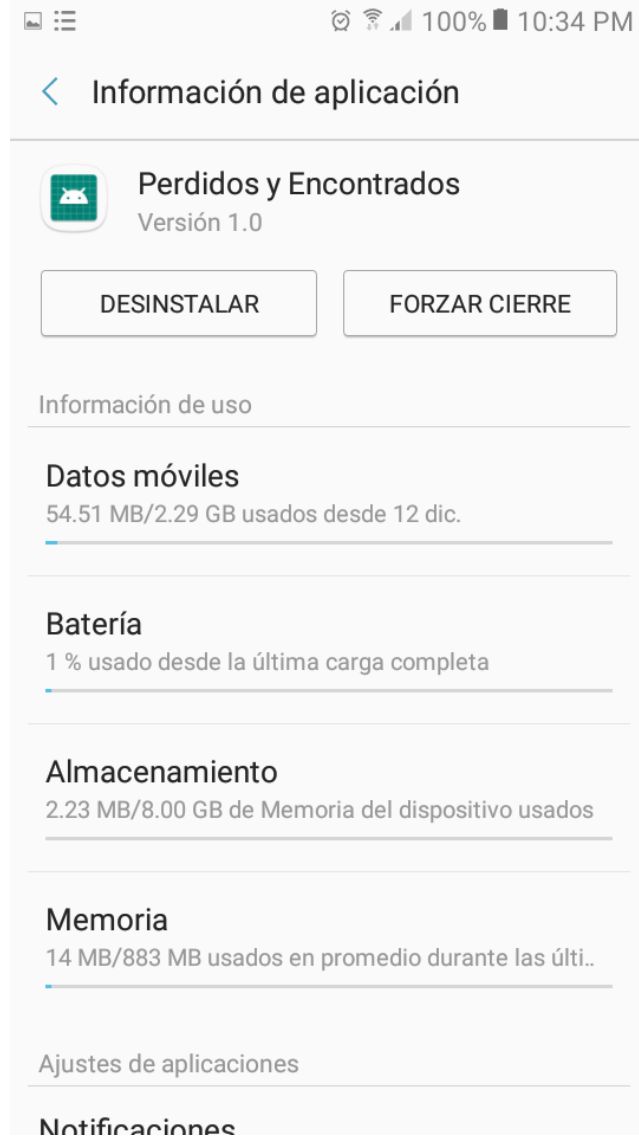 100% 10:34 PM
Información de aplicación
Perdidos y Encontrados
Versión 1.0
DESINSTALAR FORZAR CIERRE
Información de uso
Datos móviles
54.51 MB/2.29 GB usados desde 12 dic.
Batería
1 % usado desde la última carga completa
Almacenamiento
2.23 MB/8.00 GB de Memoria del dispositivo usados
Memoria
14 MB/883 MB usados en promedio durante las últi..
Ajustes de aplicaciones
Notificaciones